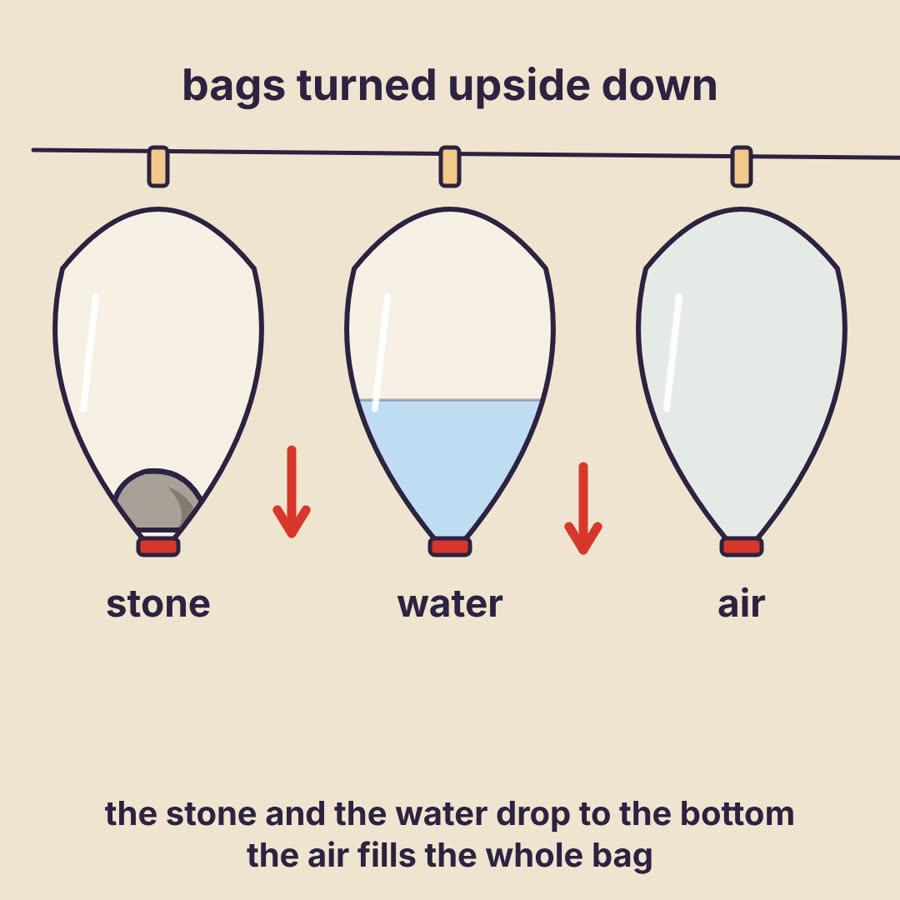 bags turned upside down
stone
water
air
the stone and the water drop to the bottom
the air fills the whole bag